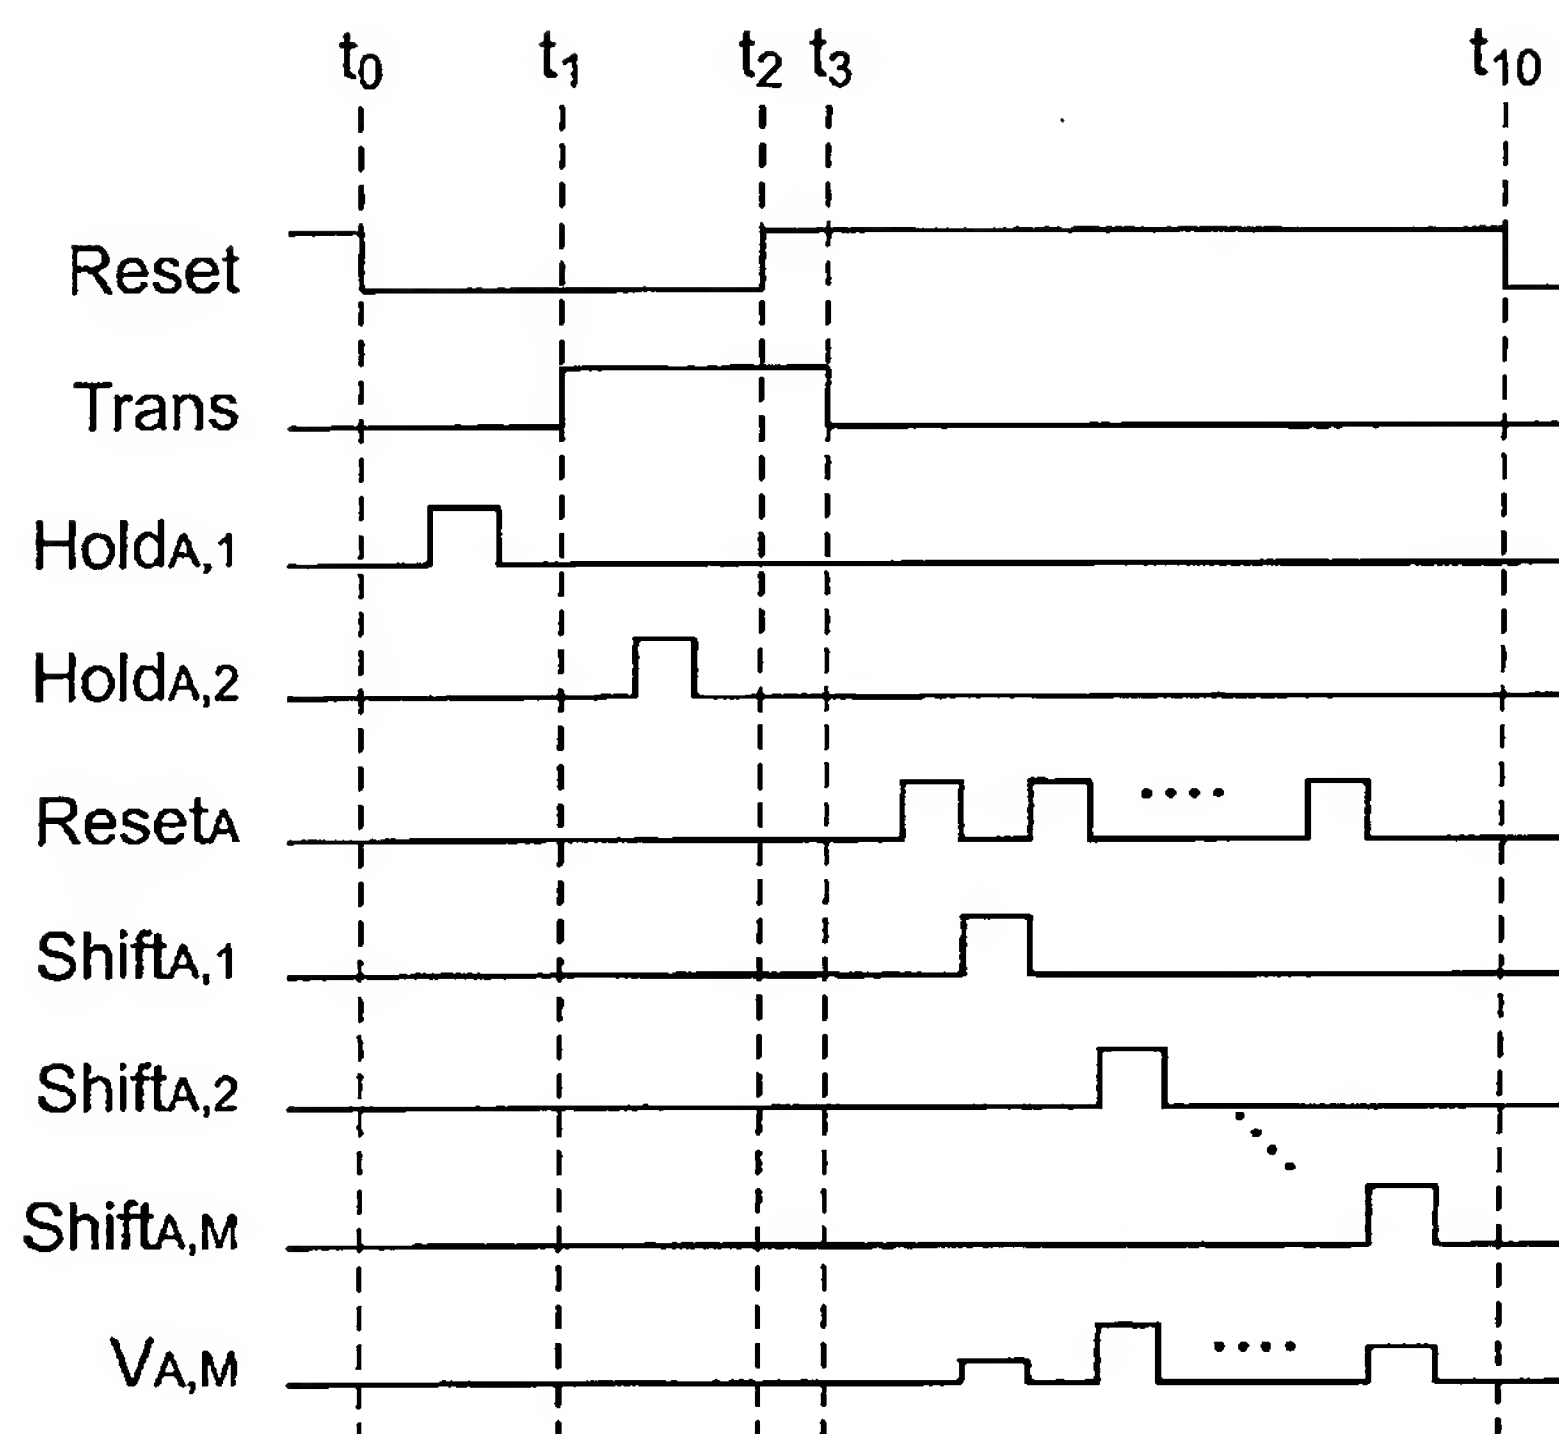 t0 t1 t2 t3 t10
Reset
Trans
HoldA,1
HoldA,2
ResetA
ShiftA,1
ShiftA,2
ShiftA,M
VA,M